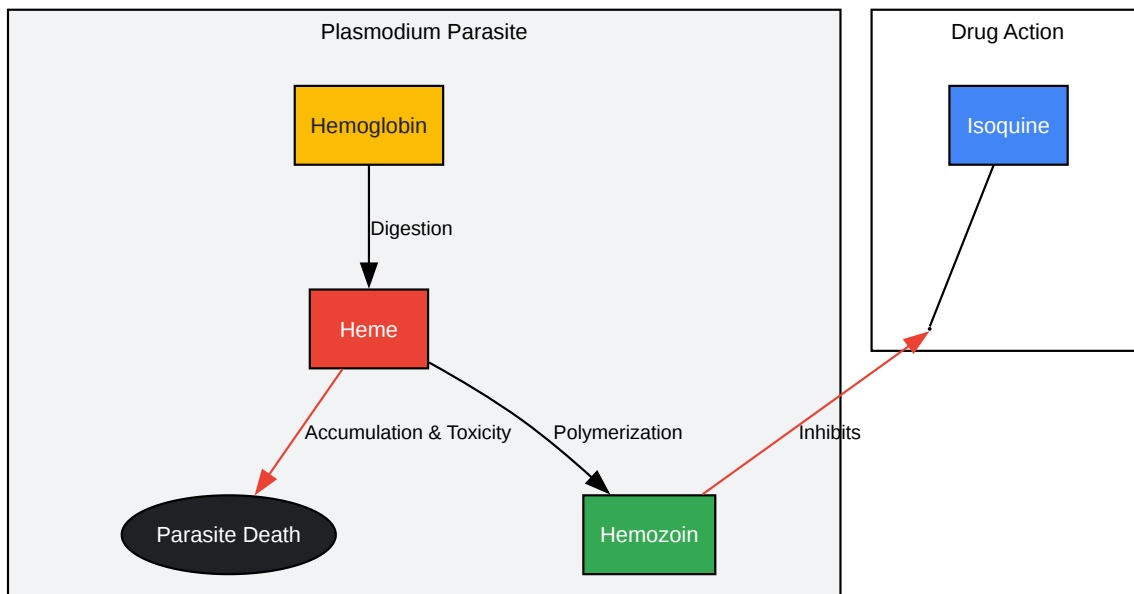 Plasmodium Parasite
Drug Action
Hemoglobin
Isoquine
Digestion
Heme
Accumulation & Toxicity
Polymerization
Inhibits
Parasite Death
Hemozoin